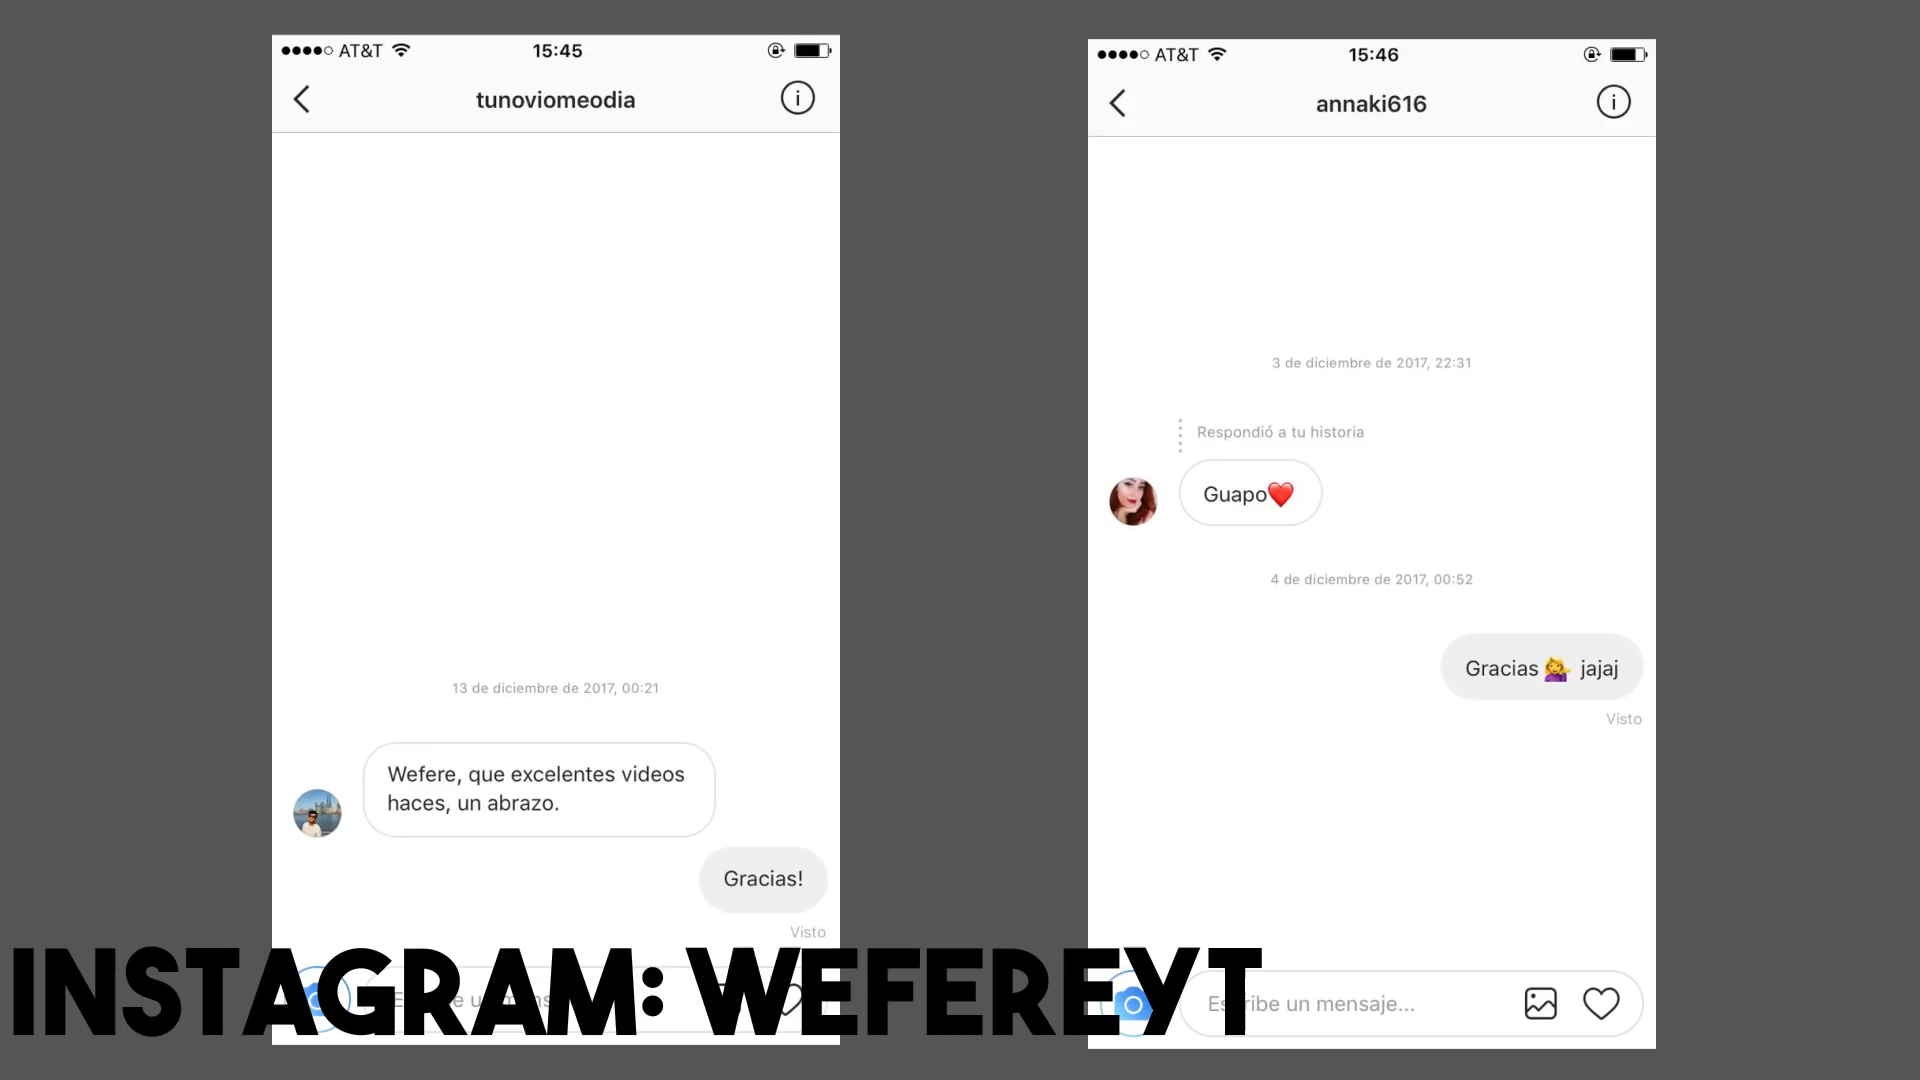 AT&T 15:45
tunoviomeodia
13 de diciembre de 2017, 00:21
Wefere, que excelentes videos
haces, un abrazo.
Gracias!
Visto
AT&T 15:46
annaki616
3 de diciembre de 2017, 22:31
Respondió a tu historia
Guapo❤️
4 de diciembre de 2017, 00:52
Gracias 💁 jajaj
Visto
Escribe un mensaje...
INSTAGRAM: WEFEREYT